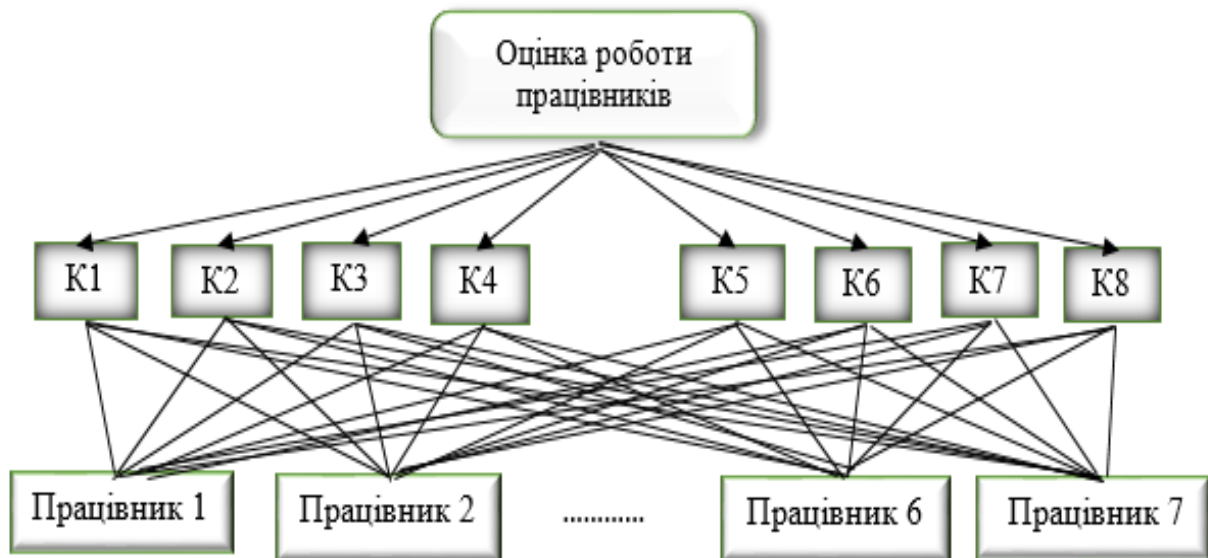 Оцінка роботи
працівників
К1 К2 К3 К4 К5 К6 К7 К8
Працівник 1 Працівник 2 ............ Працівник 6 Працівник 7